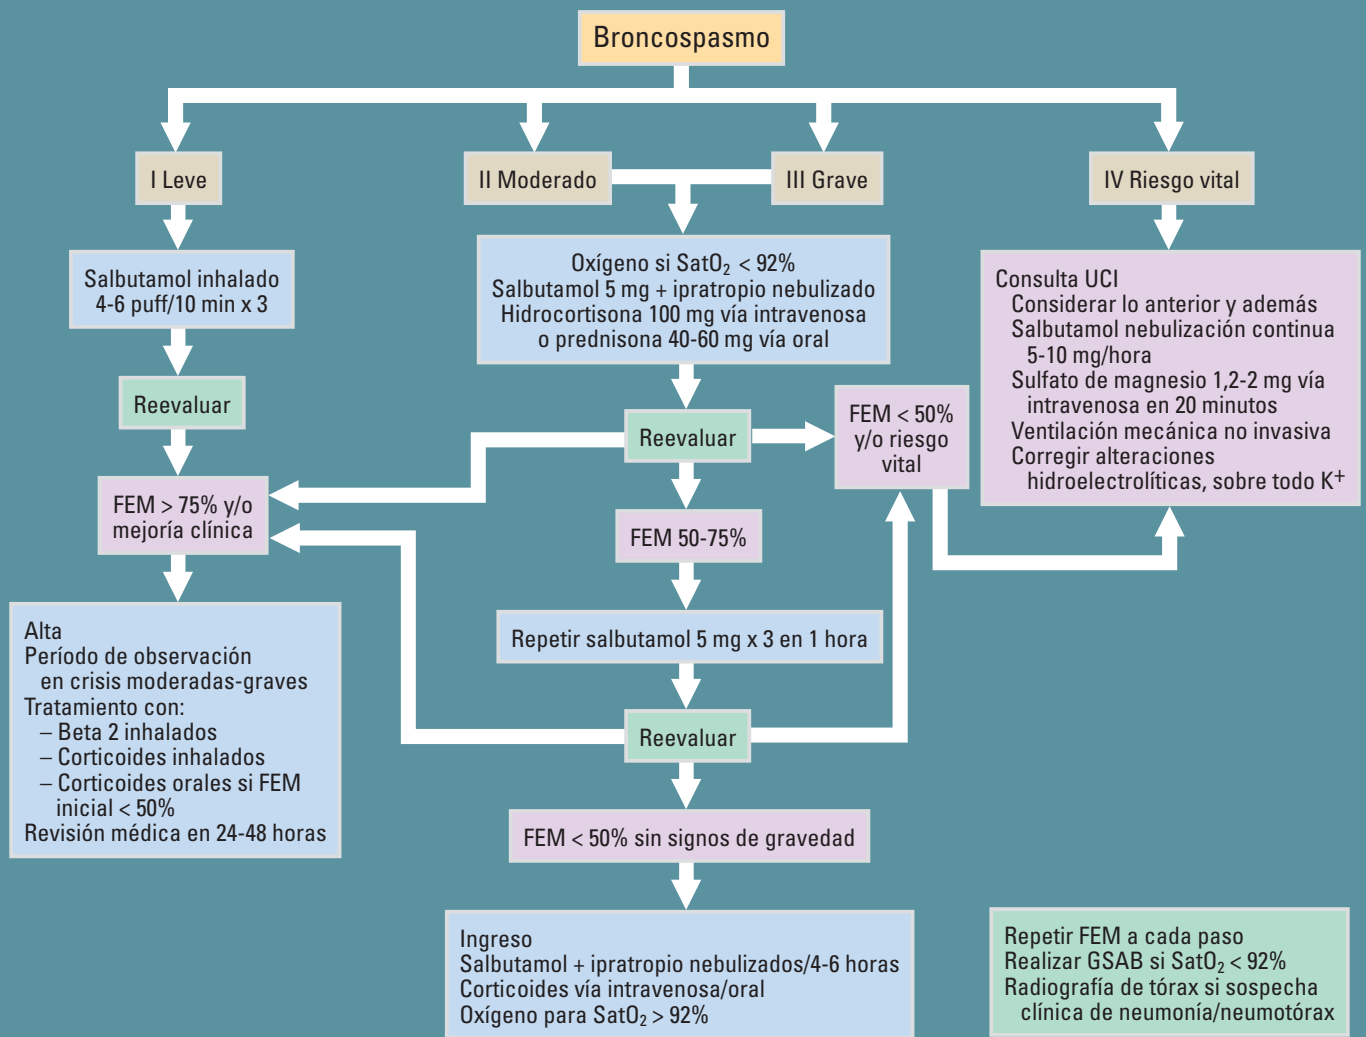 Broncospasmo
I Leve
II Moderado
III Grave
IV Riesgo vital
Salbutamol inhalado
4-6 puff/10 min x 3
Oxígeno si SatO₂ < 92%
Salbutamol 5 mg + ipratropio nebulizado
Hidrocortisona 100 mg vía intravenosa
o prednisona 40-60 mg vía oral
Consulta UCI
Considerar lo anterior y además
Salbutamol nebulización continua
5-10 mg/hora
Sulfato de magnesio 1,2-2 mg vía
intravenosa en 20 minutos
Ventilación mecánica no invasiva
Corregir alteraciones
hidroelectrolíticas, sobre todo K⁺
Reevaluar
Reevaluar
FEM < 50%
y/o riesgo
vital
FEM > 75% y/o
mejoría clínica
FEM 50-75%
Repetir salbutamol 5 mg x 3 en 1 hora
Alta
Período de observación
en crisis moderadas-graves
Tratamiento con:
– Beta 2 inhalados
– Corticoides inhalados
– Corticoides orales si FEM
inicial < 50%
Revisión médica en 24-48 horas
Reevaluar
FEM < 50% sin signos de gravedad
Ingreso
Salbutamol + ipratropio nebulizados/4-6 horas
Corticoides vía intravenosa/oral
Oxígeno para SatO₂ > 92%
Repetir FEM a cada paso
Realizar GSAB si SatO₂ < 92%
Radiografía de tórax si sospecha
clínica de neumonía/neumotórax